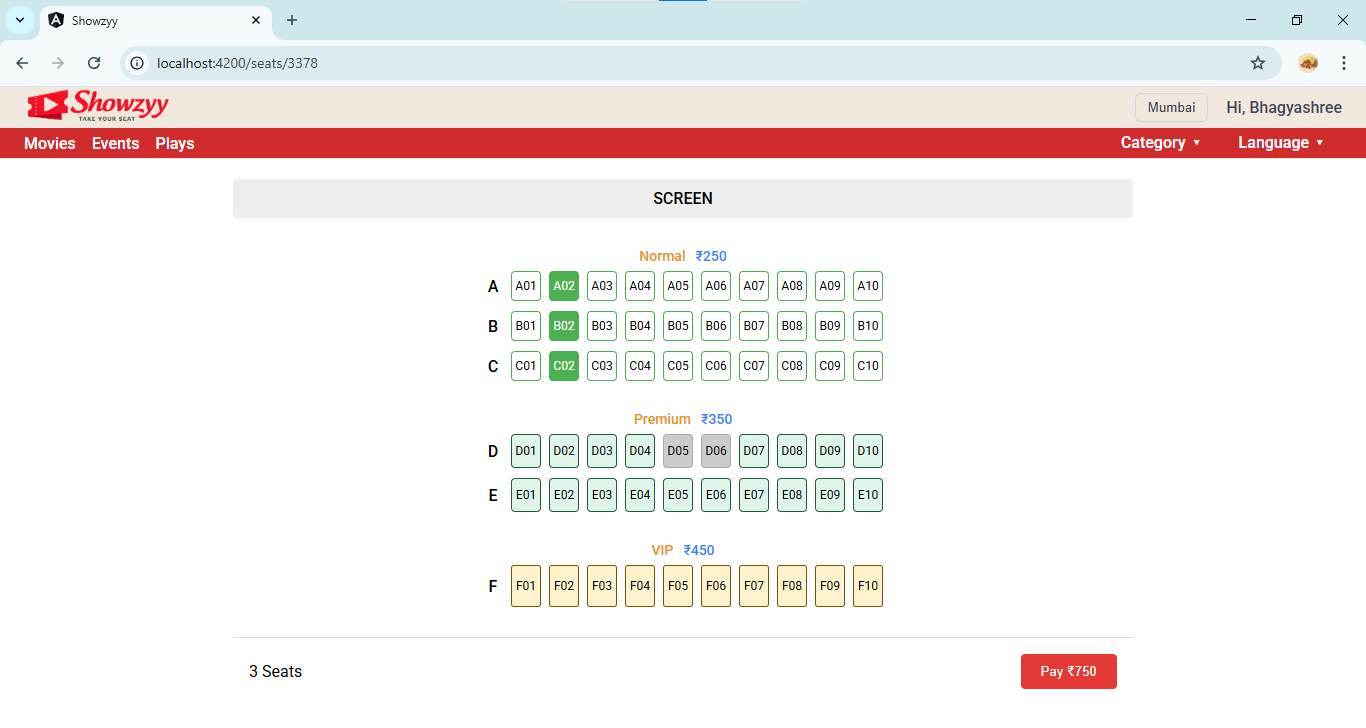 Showzyy
localhost:4200/seats/3378
Showzyy
TAKE YOUR SEAT
Mumbai Hi, Bhagyashree
Movies Events Plays Category ▼ Language ▼
SCREEN
Normal ₹250
A A01 A02 A03 A04 A05 A06 A07 A08 A09 A10
B B01 B02 B03 B04 B05 B06 B07 B08 B09 B10
C C01 C02 C03 C04 C05 C06 C07 C08 C09 C10
Premium ₹350
D D01 D02 D03 D04 D05 D06 D07 D08 D09 D10
E E01 E02 E03 E04 E05 E06 E07 E08 E09 E10
VIP ₹450
F F01 F02 F03 F04 F05 F06 F07 F08 F09 F10
3 Seats Pay ₹750